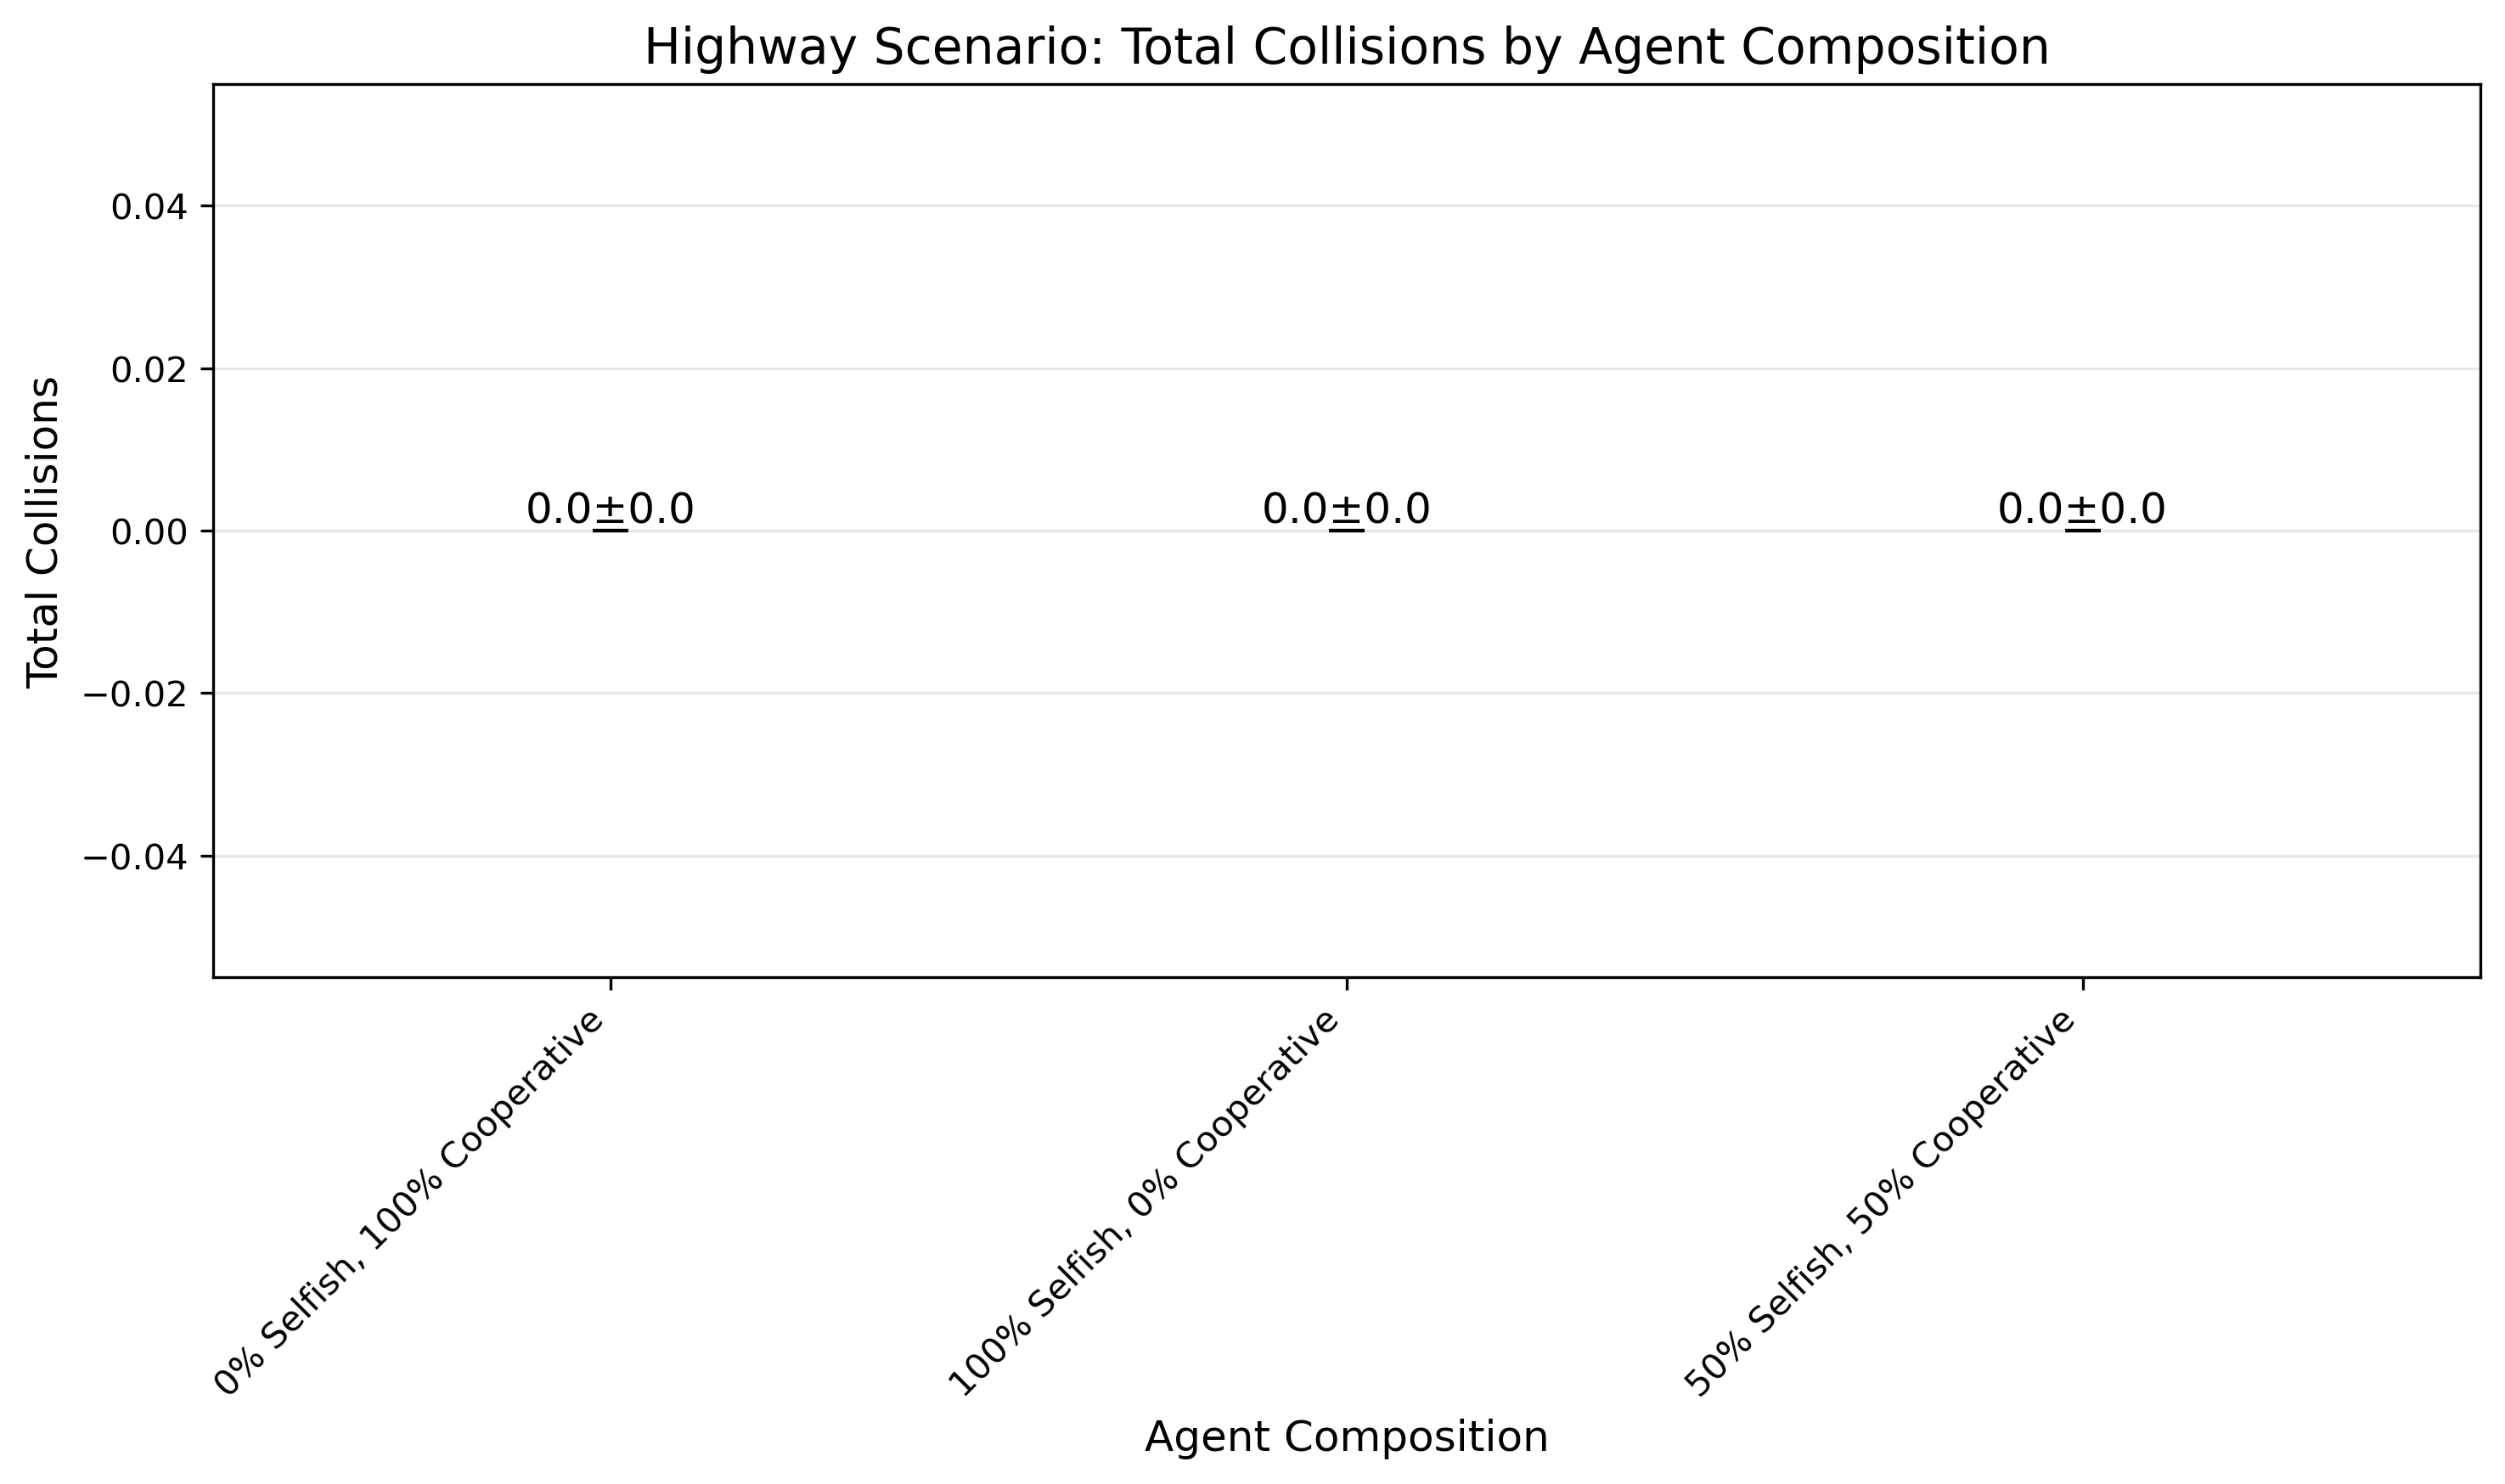 Highway Scenario: Total Collisions by Agent Composition
Total Collisions
0.04
0.02
0.00
−0.02
−0.04
0.0±0.0
0.0±0.0
0.0±0.0
0% Selfish, 100% Cooperative
100% Selfish, 0% Cooperative
50% Selfish, 50% Cooperative
Agent Composition